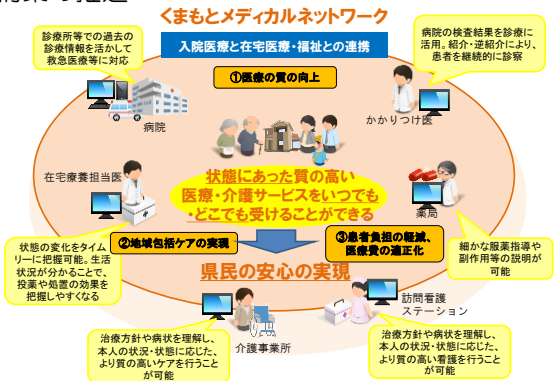 くまもとメディカルネットワーク
入院医療と在宅医療・福祉との連携
診療所等での過去の
診療情報を活かして
救急医療等に対応
病院の検査結果を診療に
活用。紹介・逆紹介により、
患者を継続的に診察
①医療の質の向上
病院
かかりつけ医
在宅療養担当医
状態にあった質の高い
医療・介護サービスをいつでも
・どこでも受けることができる
薬局
状態の変化をタイム
リーに把握可能。生活
状況が分かることで、
投薬や処置の効果を
把握しやすくなる
②地域包括ケアの実現
③患者負担の軽減、
医療費の適正化
細かな服薬指導や
副作用等の説明が
可能
県民の安心の実現
介護事業所
訪問看護
ステーション
治療方針や病状を理解し、
本人の状況・状態に応じた、
より質の高いケアを行うこと
が可能
治療方針や病状を理解し、
本人の状況・状態に応じた、
より質の高い看護を行うこと
が可能